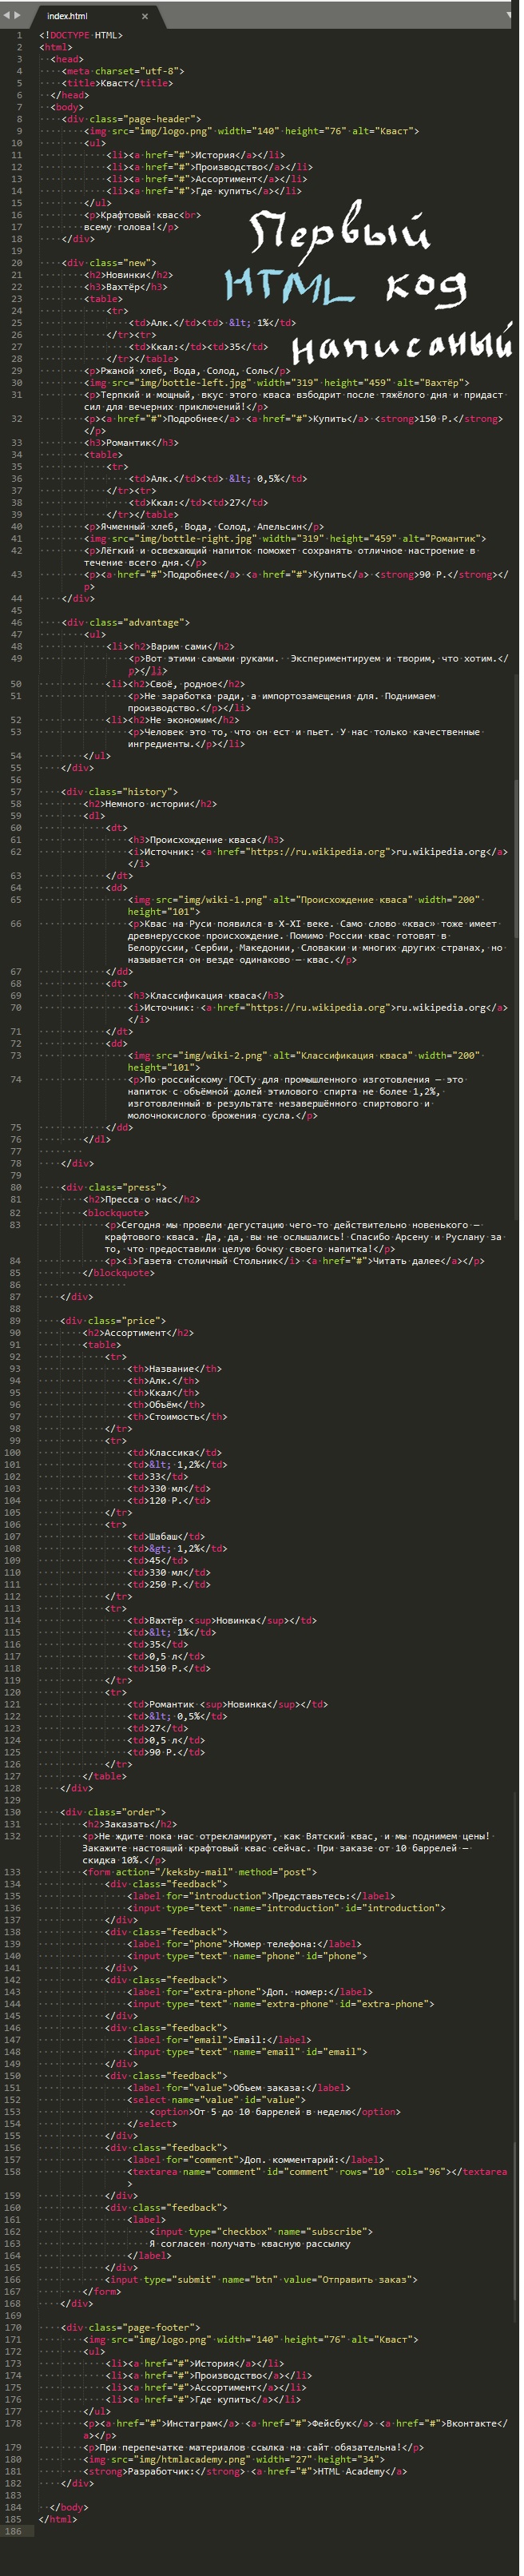 index.html
1 <!DOCTYPE HTML>
2 <html>
3 <head>
4 <meta charset="utf-8">
5 <title>Кваст</title>
6 </head>
7 <body>
8 <div class="page-header">
9 <img src="img/logo.png" width="140" height="76" alt="Кваст">
10 <ul>
11 <li><a href="#">История</a></li>
12 <li><a href="#">Производство</a></li>
13 <li><a href="#">Ассортимент</a></li>
14 <li><a href="#">Где купить</a></li>
15 </ul>
16 <p>Крафтовый квас<br>
17 всему голова!</p>
18 </div>
Первый
HTML код
написаный
19
20 <div class="new">
21 <h2>Новинки</h2>
22 <h3>Вахтёр</h3>
23 <table>
24 <tr>
25 <td>Алк.</td><td> &lt; 1%</td>
26 </tr><tr>
27 <td>Ккал:</td><td>35</td>
28 </tr></table>
29 <p>Ржаной хлеб, Вода, Солод, Соль</p>
30 <img src="img/bottle-left.jpg" width="319" height="459" alt="Вахтёр">
31 <p>Терпкий и мощный, вкус этого кваса взбодрит после тяжёлого дня и придаст
сил для вечерних приключений!</p>
32 <p><a href="#">Подробнее</a> <a href="#">Купить</a> <strong>150 Р.</strong>
</p>
33 <h3>Романтик</h3>
34 <table>
35 <tr>
36 <td>Алк.</td><td> &lt; 0,5%</td>
37 </tr><tr>
38 <td>Ккал:</td><td>27</td>
39 </tr></table>
40 <p>Ячменный хлеб, Вода, Солод, Апельсин</p>
41 <img src="img/bottle-right.jpg" width="319" height="459" alt="Романтик">
42 <p>Лёгкий и освежающий напиток поможет сохранять отличное настроение в
течение всего дня.</p>
43 <p><a href="#">Подробнее</a> <a href="#">Купить</a> <strong>90 Р.</strong></
p>
44 </div>
45
46 <div class="advantage">
47 <ul>
48 <li><h2>Варим сами</h2>
49 <p>Вот этими самыми руками. Экспериментируем и творим, что хотим.</
p></li>
50 <li><h2>Своё, родное</h2>
51 <p>Не заработка ради, а импортозамещения для. Поднимаем
производство.</p></li>
52 <li><h2>Не экономим</h2>
53 <p>Человек это то, что он ест и пьет. У нас только качественные
ингредиенты.</p></li>
54 </ul>
55 </div>
56
57 <div class="history">
58 <h2>Немного истории</h2>
59 <dl>
60 <dt>
61 <h3>Происхождение кваса</h3>
62 <i>Источник: <a href="https://ru.wikipedia.org">ru.wikipedia.org</a>
</i>
63 </dt>
64 <dd>
65 <img src="img/wiki-1.png" alt="Происхождение кваса" width="200"
height="101">
66 <p>Квас на Руси появился в X-XI веке. Само слово «квас» тоже имеет
древнерусское происхождение. Помимо России квас готовят в
Белоруссии, Сербии, Македонии, Словакии и многих других странах, но
называется он везде одинаково — квас.</p>
67 </dd>
68 <dt>
69 <h3>Классификация кваса</h3>
70 <i>Источник: <a href="https://ru.wikipedia.org">ru.wikipedia.org</a>
</i>
71 </dt>
72 <dd>
73 <img src="img/wiki-2.png" alt="Классификация кваса" width="200"
height="101">
74 <p>По российскому ГОСТу для промышленного изготовления — это
напиток с объёмной долей этилового спирта не более 1,2%,
изготовленный в результате незавершённого спиртового и
молочнокислого брожения сусла.</p>
75 </dd>
76 </dl>
77
78 </div>
79
80 <div class="press">
81 <h2>Пресса о нас</h2>
82 <blockquote>
83 <p>Сегодня мы провели дегустацию чего-то действительно новенького —
крафтового кваса. Да, да, вы не ослышались! Спасибо Арсену и Руслану за
то, что предоставили целую бочку своего напитка!</p>
84 <p><i>Газета столичный Стольник</i> <a href="#">Читать далее</a></p>
85 </blockquote>
86
87 </div>
88
89 <div class="price">
90 <h2>Ассортимент</h2>
91 <table>
92 <tr>
93 <th>Название</th>
94 <th>Алк.</th>
95 <th>Ккал</th>
96 <th>Объём</th>
97 <th>Стоимость</th>
98 </tr>
99 <tr>
100 <td>Классика</td>
101 <td>&lt; 1,2%</td>
102 <td>33</td>
103 <td>330 мл</td>
104 <td>120 Р.</td>
105 </tr>
106 <tr>
107 <td>Шабаш</td>
108 <td>&gt; 1,2%</td>
109 <td>45</td>
110 <td>330 мл</td>
111 <td>250 Р.</td>
112 </tr>
113 <tr>
114 <td>Вахтёр <sup>Новинка</sup></td>
115 <td>&lt; 1%</td>
116 <td>35</td>
117 <td>0,5 л</td>
118 <td>150 Р.</td>
119 </tr>
120 <tr>
121 <td>Романтик <sup>Новинка</sup></td>
122 <td>&lt; 0,5%</td>
123 <td>27</td>
124 <td>0,5 л</td>
125 <td>90 Р.</td>
126 </tr>
127 </table>
128 </div>
129
130 <div class="order">
131 <h2>Заказать</h2>
132 <p>Не ждите пока нас отрекламируют, как Вятский квас, и мы поднимем цены!
Закажите настоящий крафтовый квас сейчас. При заказе от 10 баррелей —
скидка 10%.</p>
133 <form action="/keksby-mail" method="post">
134 <div class="feedback">
135 <label for="introduction">Представьтесь:</label>
136 <input type="text" name="introduction" id="introduction">
137 </div>
138 <div class="feedback">
139 <label for="phone">Номер телефона:</label>
140 <input type="text" name="phone" id="phone">
141 </div>
142 <div class="feedback">
143 <label for="extra-phone">Доп. номер:</label>
144 <input type="text" name="extra-phone" id="extra-phone">
145 </div>
146 <div class="feedback">
147 <label for="email">Email:</label>
148 <input type="text" name="email" id="email">
149 </div>
150 <div class="feedback">
151 <label for="value">Объем заказа:</label>
152 <select name="value" id="value">
153 <option>От 5 до 10 баррелей в неделю</option>
154 </select>
155 </div>
156 <div class="feedback">
157 <label for="comment">Доп. комментарий:</label>
158 <textarea name="comment" id="comment" rows="10" cols="96"></textarea
>
159 </div>
160 <div class="feedback">
161 <label>
162 <input type="checkbox" name="subscribe">
163 Я согласен получать квасную рассылку
164 </label>
165 </div>
166 <input type="submit" name="btn" value="Отправить заказ">
167 </form>
168 </div>
169
170 <div class="page-footer">
171 <img src="img/logo.png" width="140" height="76" alt="Кваст">
172 <ul>
173 <li><a href="#">История</a></li>
174 <li><a href="#">Производство</a></li>
175 <li><a href="#">Ассортимент</a></li>
176 <li><a href="#">Где купить</a></li>
177 </ul>
178 <p><a href="#">Инстаграм</a> <a href="#">Фейсбук</a> <a href="#">Вконтакте</
a></p>
179 <p>При перепечатке материалов ссылка на сайт обязательна!</p>
180 <img src="img/htmlacademy.png" width="27" height="34">
181 <strong>Разработчик:</strong> <a href="#">HTML Academy</a>
182 </div>
183
184 </body>
185 </html>
186